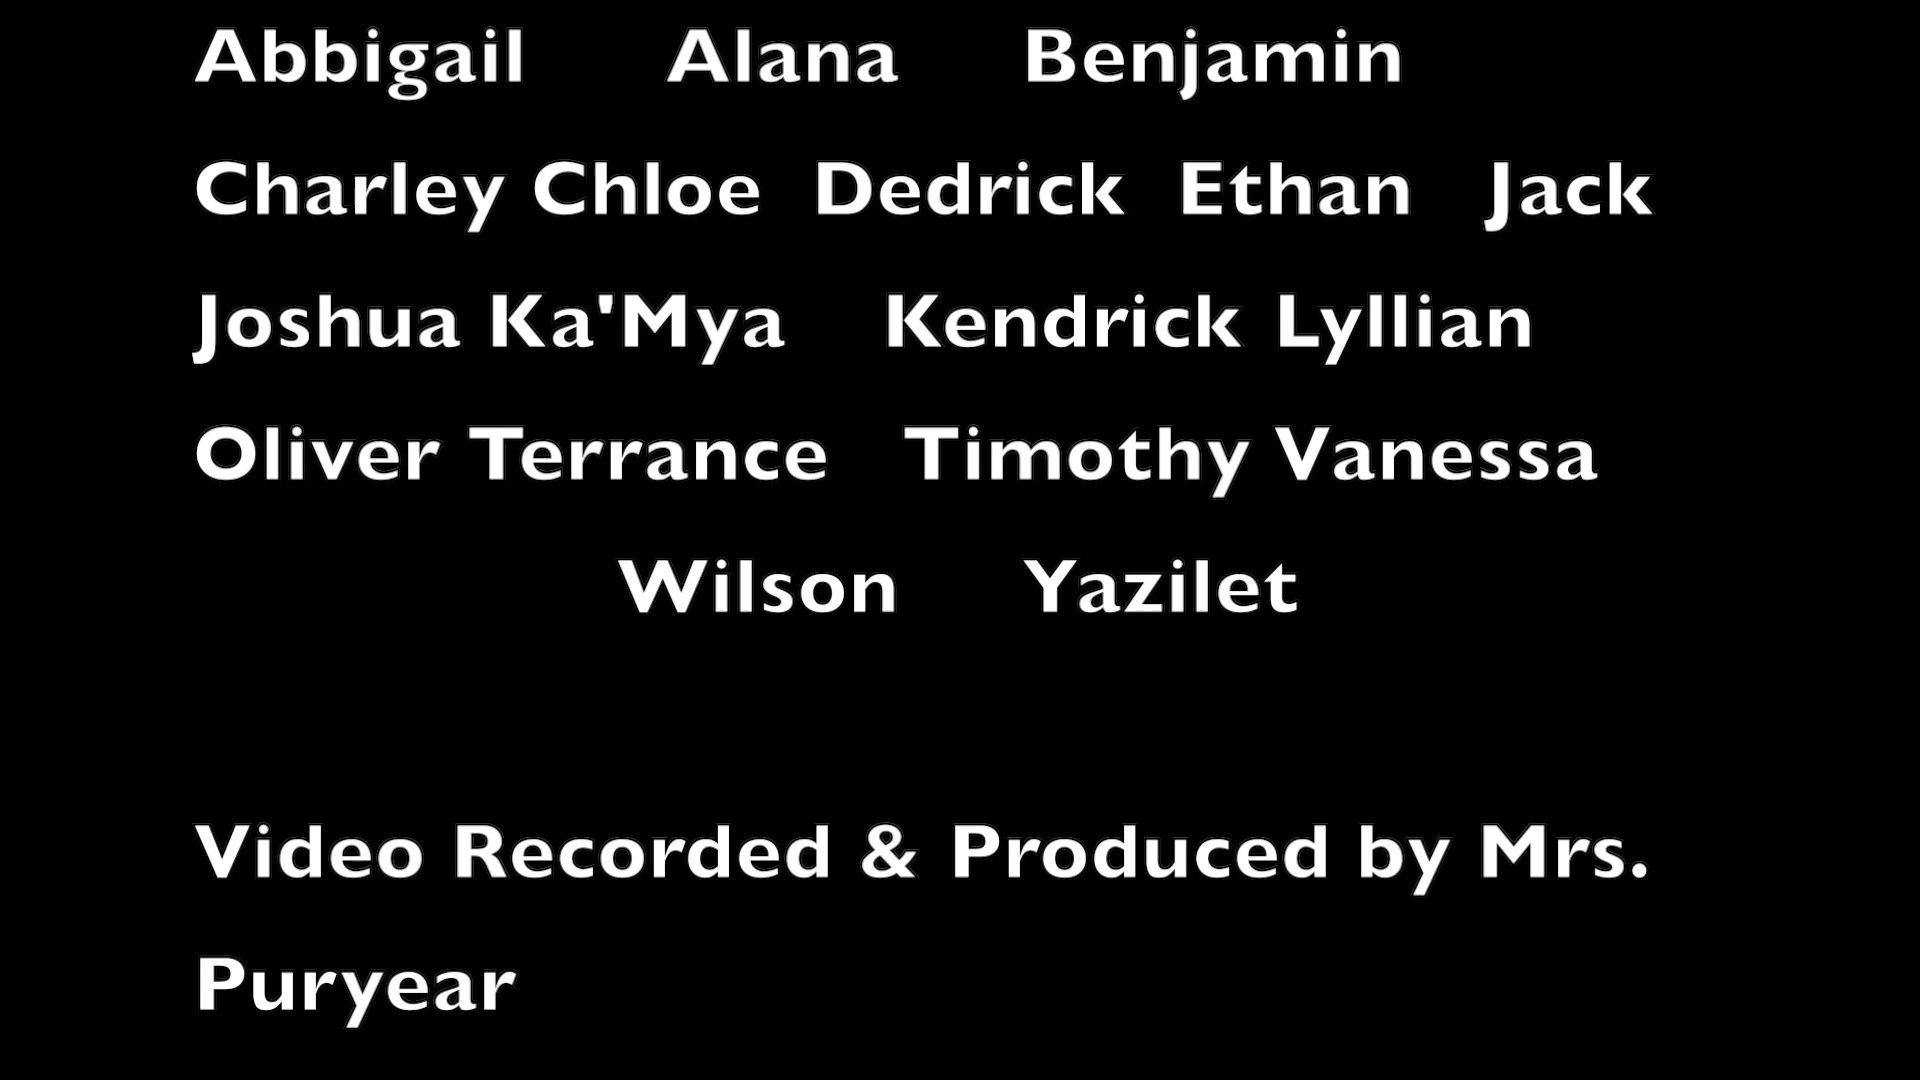 Abbigail Alana Benjamin
Charley Chloe Dedrick Ethan Jack
Joshua Ka'Mya Kendrick Lyllian
Oliver Terrance Timothy Vanessa
Wilson Yazilet
Video Recorded & Produced by Mrs.
Puryear